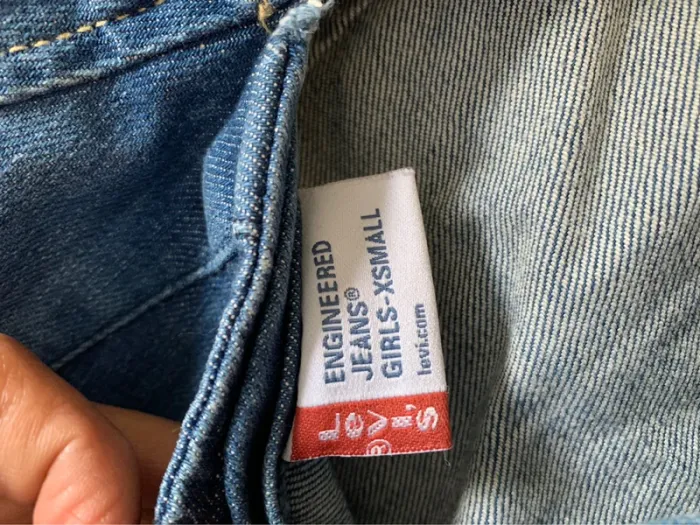 ENGINEERED
JEANS®
GIRLS-XSMALL
levi.com
Levi's®